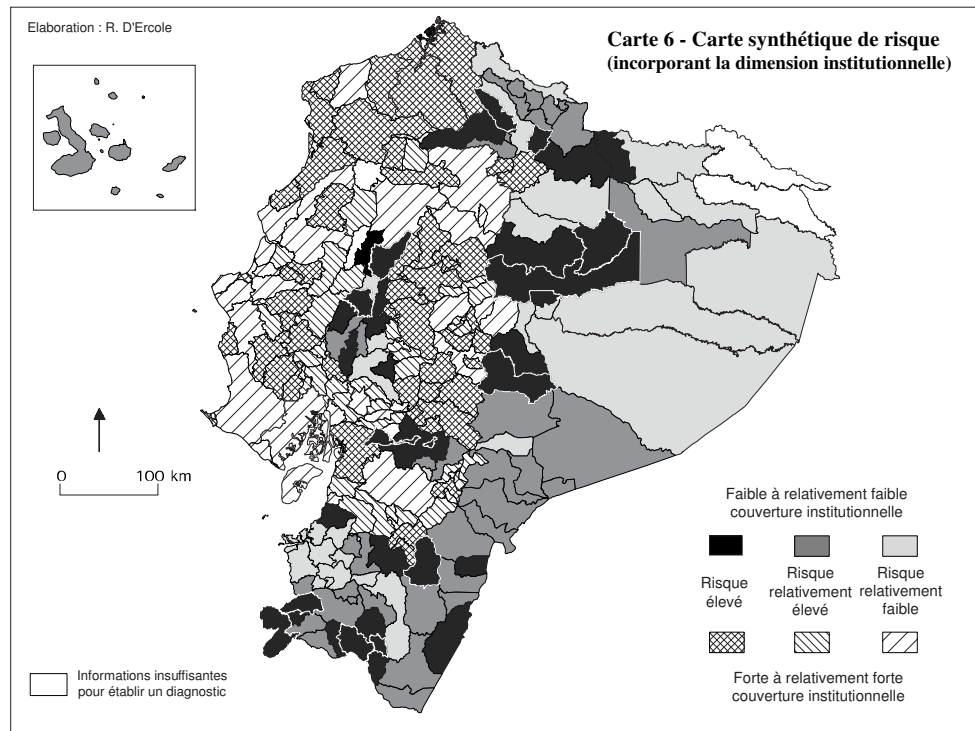 Elaboration : R. D'Ercole
Carte 6 - Carte synthétique de risque
(incorporant la dimension institutionnelle)
0 100 km
Faible à relativement faible
couverture institutionnelle
Risque
élevé
Risque
relativement
élevé
Risque
relativement
faible
Forte à relativement forte
couverture institutionnelle
Informations insuffisantes
pour établir un diagnostic